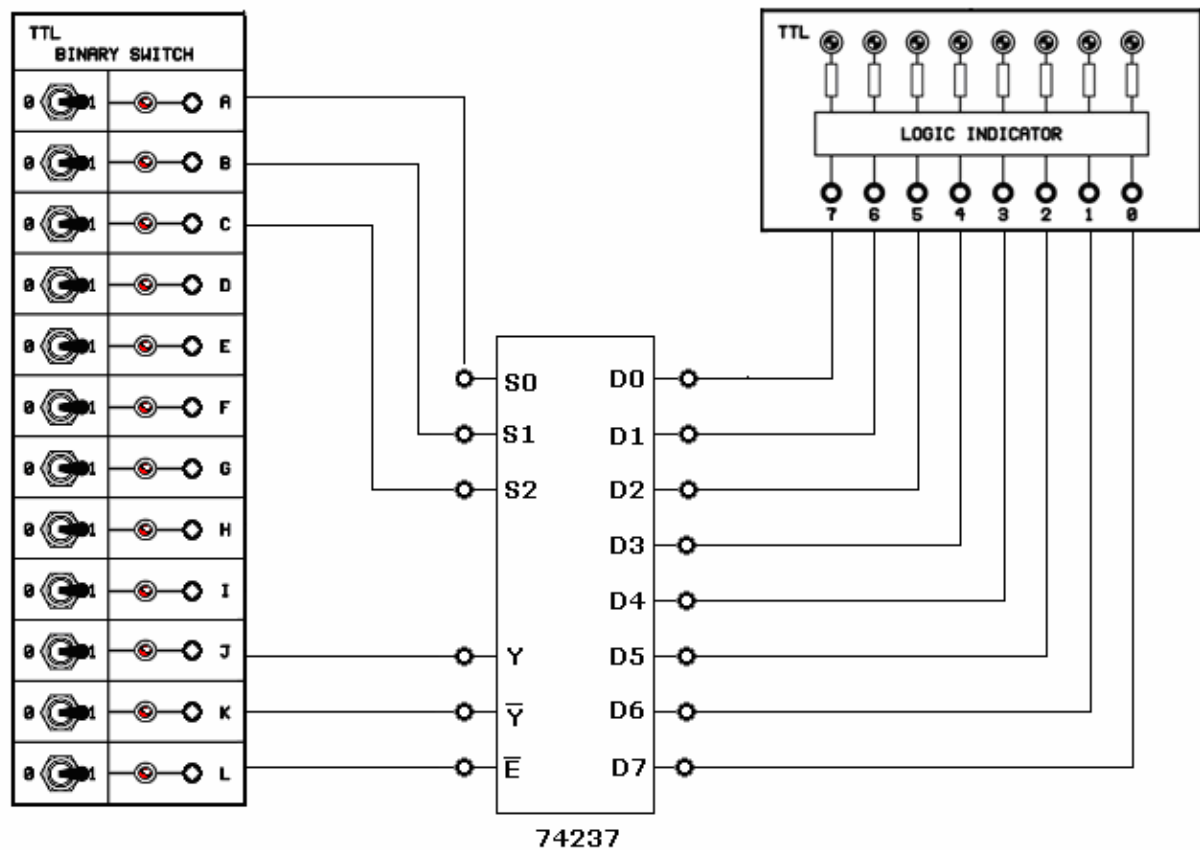 TTL
BINARY SWITCH
0 1 A
0 1 B
0 1 C
0 1 D
0 1 E
0 1 F
0 1 G
0 1 H
0 1 I
0 1 J
0 1 K
0 1 L
TTL
LOGIC INDICATOR
7 6 5 4 3 2 1 0
S0 D0
S1 D1
S2 D2
D3
D4
Y D5
Y̅ D6
E̅ D7
74237